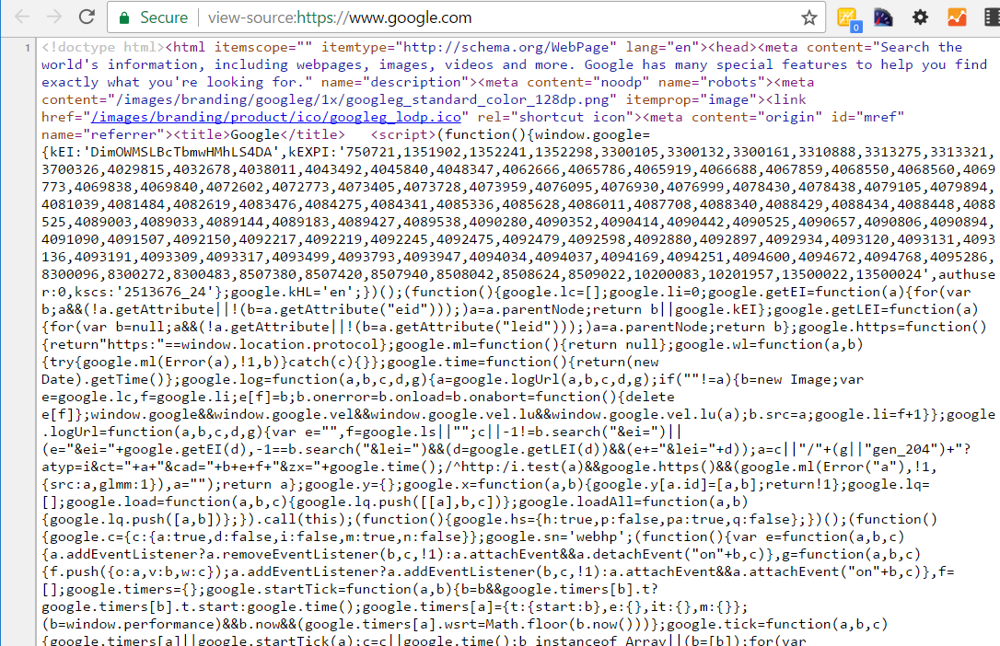 Secure view-source:https://www.google.com
0
1 <!doctype html><html itemscope="" itemtype="http://schema.org/WebPage" lang="en"><head><meta content="Search the
world's information, including webpages, images, videos and more. Google has many special features to help you find
exactly what you're looking for." name="description"><meta content="noodp" name="robots"><meta
content="/images/branding/googleg/1x/googleg_standard_color_128dp.png" itemprop="image"><link
href="/images/branding/product/ico/googleg_lodp.ico" rel="shortcut icon"><meta content="origin" id="mref"
name="referrer"><title>Google</title>   <script>(function(){window.google=
{kEI:'DimOWMSLBcTbmwHMhLS4DA',kEXPI:'750721,1351902,1352241,1352298,3300105,3300132,3300161,3310888,3313275,3313321,
3700326,4029815,4032678,4038011,4043492,4045840,4048347,4062666,4065786,4065919,4066688,4067859,4068550,4068560,4069
773,4069838,4069840,4072602,4072773,4073405,4073728,4073959,4076095,4076930,4076999,4078430,4078438,4079105,4079894,
4081039,4081484,4082619,4083476,4084275,4084341,4085336,4085628,4086011,4087708,4088340,4088429,4088434,4088448,4088
525,4089003,4089033,4089144,4089183,4089427,4089538,4090280,4090352,4090414,4090442,4090525,4090657,4090806,4090894,
4091090,4091507,4092150,4092217,4092219,4092245,4092475,4092479,4092598,4092880,4092897,4092934,4093120,4093131,4093
136,4093191,4093309,4093317,4093499,4093793,4093947,4094034,4094037,4094169,4094251,4094600,4094672,4094768,4095286,
8300096,8300272,8300483,8507380,8507420,8507940,8508042,8508624,8509022,10200083,10201957,13500022,13500024',authus
er:0,kscs:'2513676_24'};google.kHL='en';})();(function(){google.lc=[];google.li=0;google.getEI=function(a){for(var
b;a&&(!a.getAttribute||!(b=a.getAttribute("eid")));)a=a.parentNode;return b||google.kEI};google.getLEI=function(a)
{for(var b=null;a&&(!a.getAttribute||!(b=a.getAttribute("leid")));)a=a.parentNode;return b};google.https=function()
{return"https:"==window.location.protocol};google.ml=function(){return null};google.wl=function(a,b)
{try{google.ml(Error(a),!1,b)}catch(c){}};google.time=function(){return(new
Date).getTime()};google.log=function(a,b,c,d,g){a=google.logUrl(a,b,c,d,g);if(""!=a){b=new Image;var
e=google.lc,f=google.li;e[f]=b;b.onerror=b.onload=b.onabort=function(){delete
e[f]};window.google&&window.google.vel&&window.google.vel.lu&&window.google.vel.lu(a);b.src=a;google.li=f+1}};google
.logUrl=function(a,b,c,d,g){var e="",f=google.ls||"";c||-1!=b.search("&ei=")||
(e="&ei="+google.getEI(d),-1==b.search("&lei=")&&(d=google.getLEI(d))&&(e+="&lei="+d));a=c||"/"+(g||"gen_204")+"?
atyp=i&ct="+a+"&cad="+b+e+f+"&zx="+google.time();/^http:/i.test(a)&&google.https()&&(google.ml(Error("a"),!1,
{src:a,glmm:1}),a="");return a};google.y={};google.x=function(a,b){google.y[a.id]=[a,b];return!1};google.lq=
[];google.load=function(a,b,c){google.lq.push([[a],b,c])};google.loadAll=function(a,b)
{google.lq.push([a,b])};}).call(this);(function(){google.hs={h:true,p:false,pa:true,q:false};})();(function()
{google.c={c:{a:true,d:false,i:false,m:true,n:false}};google.sn='webhp';(function(){var e=function(a,b,c)
{a.addEventListener?a.removeEventListener(b,c,!1):a.attachEvent&&a.detachEvent("on"+b,c)},g=function(a,b,c)
{f.push({o:a,v:b,w:c});a.addEventListener?a.addEventListener(b,c,!1):a.attachEvent&&a.attachEvent("on"+b,c)},f=
[];google.timers={};google.startTick=function(a,b){b=b&&google.timers[b].t?
google.timers[b].t.start:google.time();google.timers[a]={t:{start:b},e:{},it:{},m:{}};
(b=window.performance)&&b.now&&(google.timers[a].wsrt=Math.floor(b.now()))};google.tick=function(a,b,c)
{google.timers[a]||google.startTick(a);c=c||google.time();b instanceof Array||(b=[b]);for(var